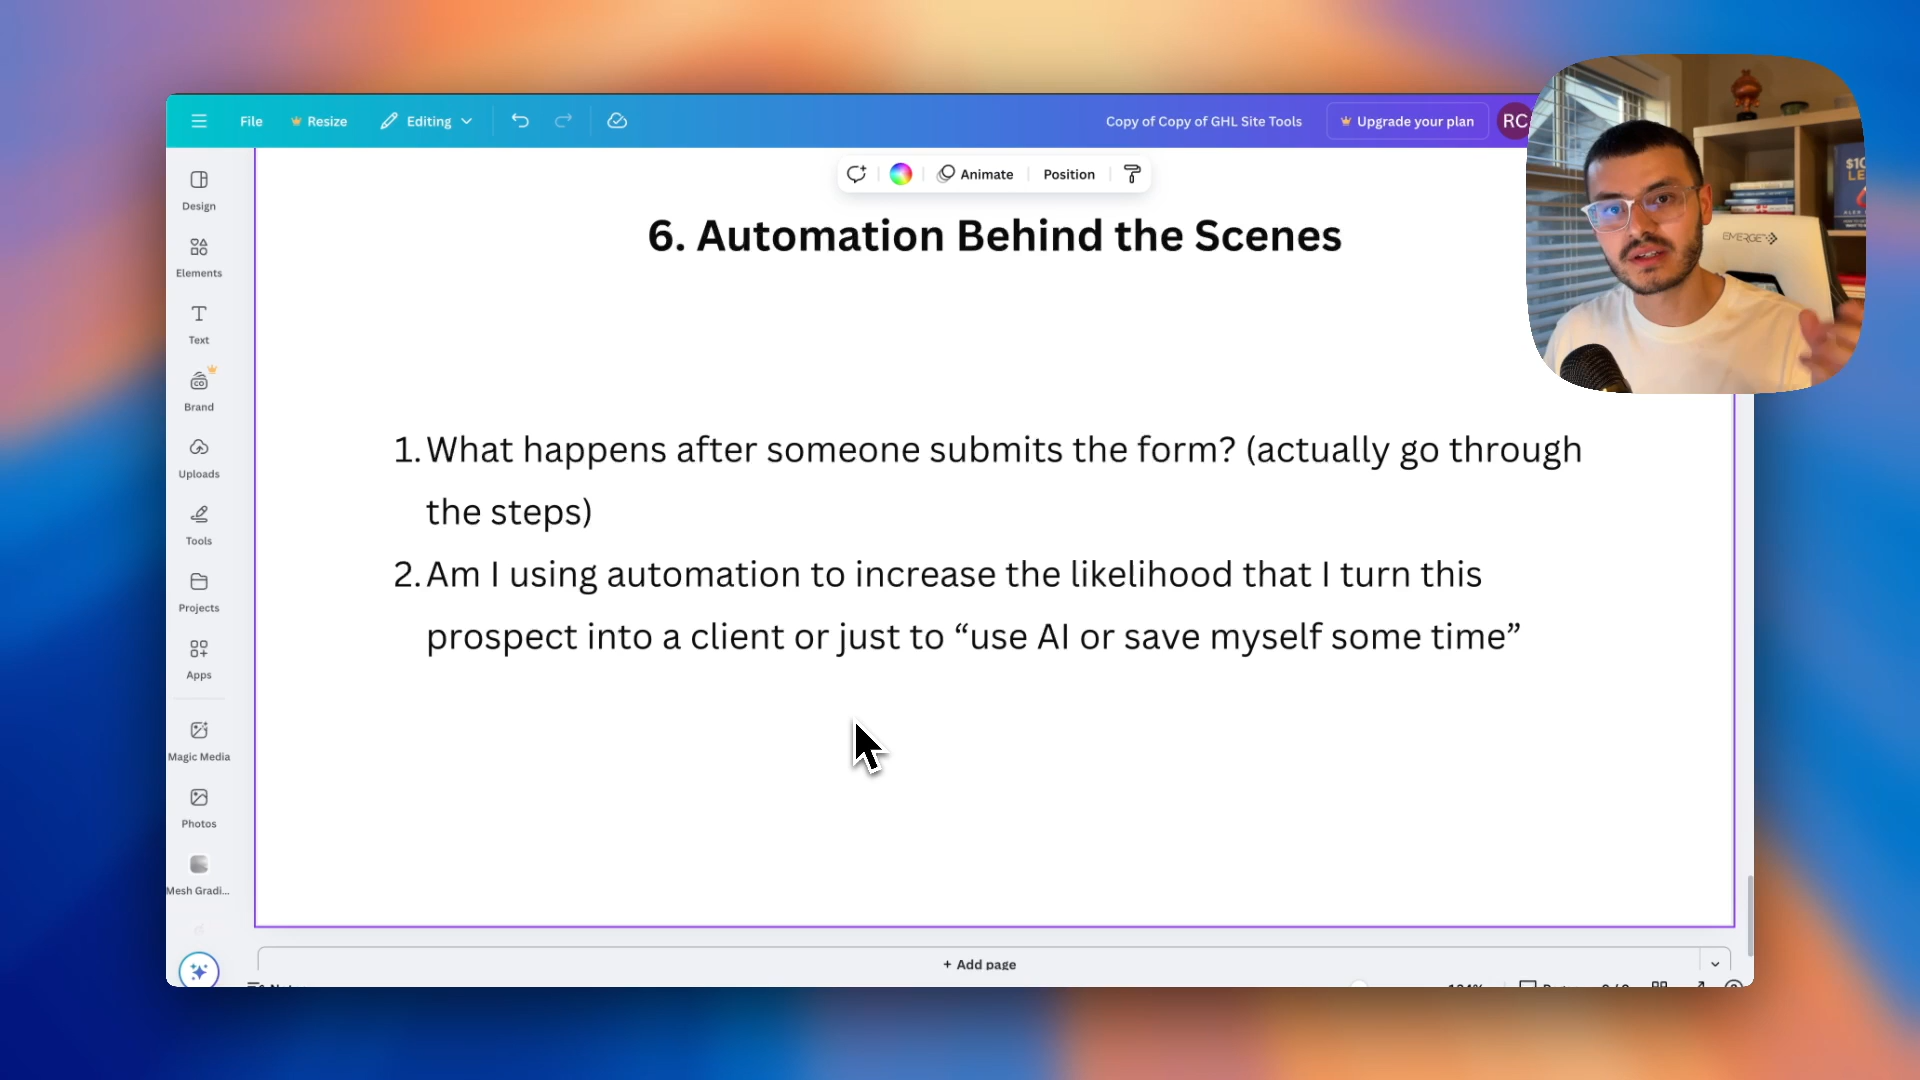 File
Resize
Editing
Copy of Copy of GHL Site Tools
Upgrade your plan
RC
Animate
Position
Design
Elements
Text
Brand
Uploads
Tools
Projects
Apps
Magic Media
Photos
Mesh Gradi...
6. Automation Behind the Scenes
1. What happens after someone submits the form? (actually go through
the steps)
2. Am I using automation to increase the likelihood that I turn this
prospect into a client or just to “use AI or save myself some time”
+ Add page
EMERGE